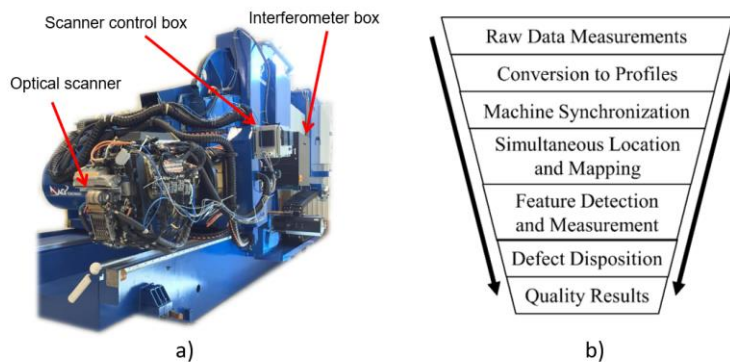 Scanner control box
Interferometer box
Optical scanner
Raw Data Measurements
Conversion to Profiles
Machine Synchronization
Simultaneous Location
and Mapping
Feature Detection
and Measurement
Defect Disposition
Quality Results
a)
b)